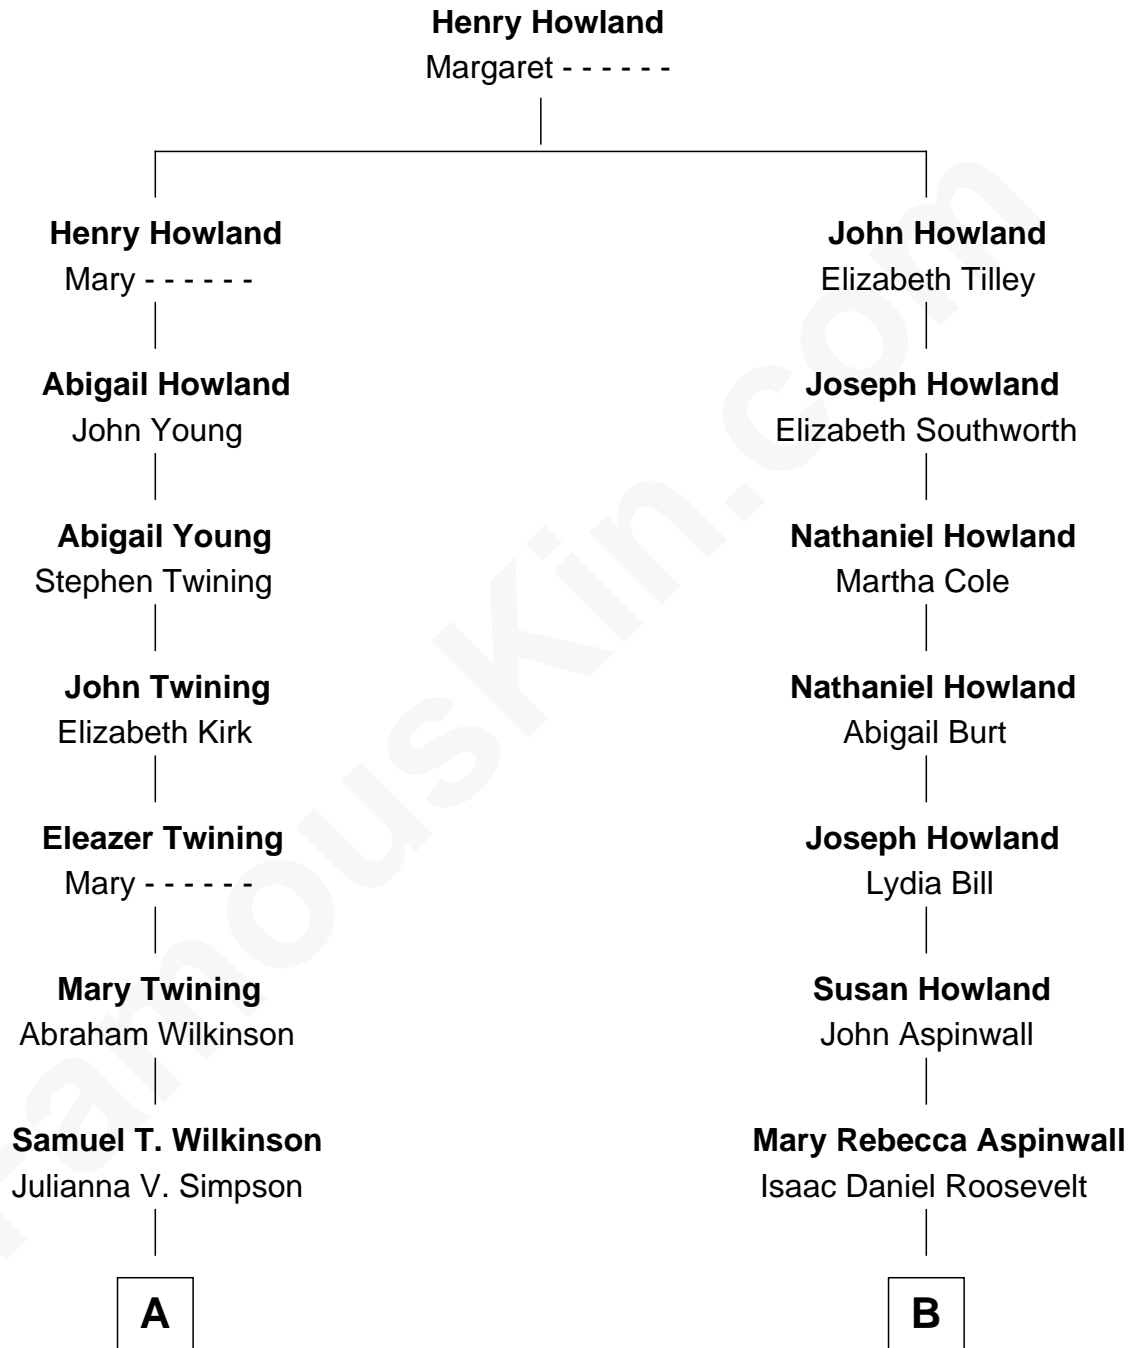 Henry Howland
Margaret - - - - - -
Henry Howland
Mary - - - - - -
John Howland
Elizabeth Tilley
Abigail Howland
John Young
Joseph Howland
Elizabeth Southworth
Abigail Young
Stephen Twining
Nathaniel Howland
Martha Cole
John Twining
Elizabeth Kirk
Nathaniel Howland
Abigail Burt
Eleazer Twining
Mary - - - - - -
Joseph Howland
Lydia Bill
Mary Twining
Abraham Wilkinson
Susan Howland
John Aspinwall
Samuel T. Wilkinson
Julianna V. Simpson
Mary Rebecca Aspinwall
Isaac Daniel Roosevelt
A
B
FamousKin.com